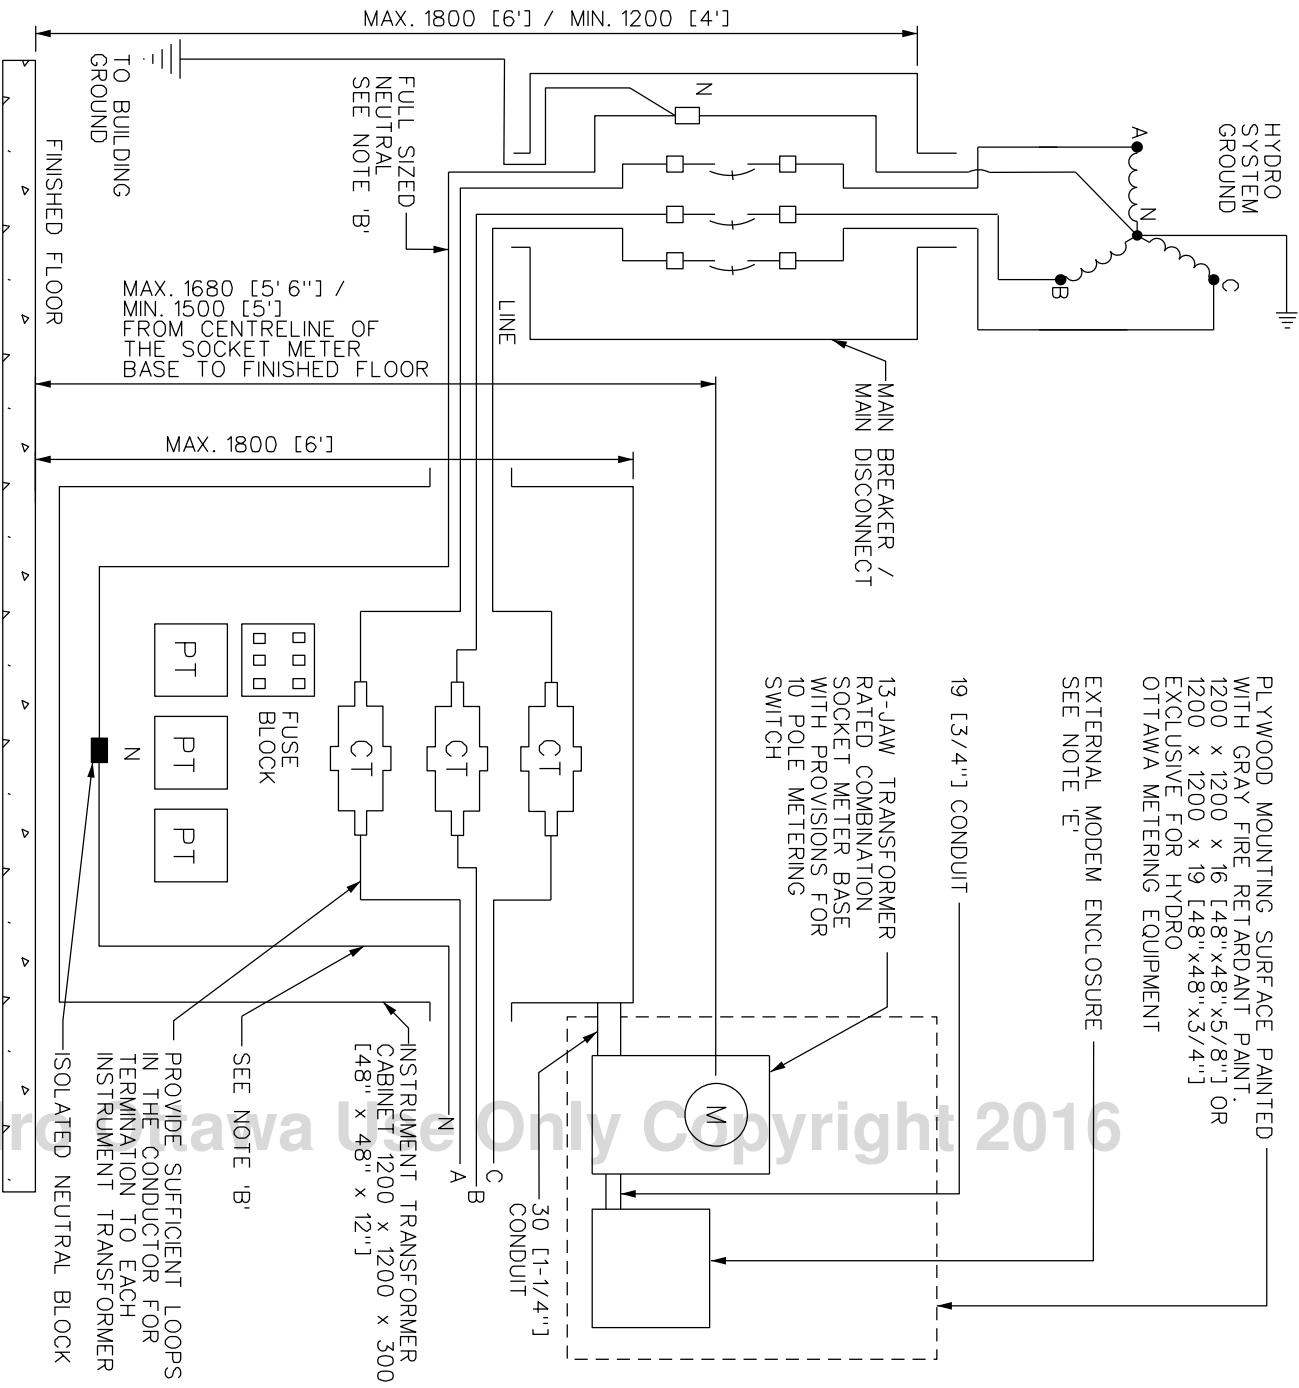 MAX. 1800 [6'] / MIN. 1200 [4']
HYDRO
SYSTEM
GROUND
A
N
B
C
N
TO BUILDING
GROUND
FULL SIZED
NEUTRAL
SEE NOTE 'B'
LINE
MAIN BREAKER /
MAIN DISCONNECT
FINISHED FLOOR
MAX. 1680 [5'6"] /
MIN. 1500 [5']
FROM CENTRELINE OF
THE SOCKET METER
BASE TO FINISHED FLOOR
MAX. 1800 [6']
PLYWOOD MOUNTING SURFACE PAINTED
WITH GRAY FIRE RETARDANT PAINT.
1200 x 1200 x 16 [48"x48"x5/8"] OR
1200 x 1200 x 19 [48"x48"x3/4"]
EXCLUSIVE FOR HYDRO
OTTAWA METERING EQUIPMENT
EXTERNAL MODEM ENCLOSURE
SEE NOTE 'E'
19 [3/4"] CONDUIT
13-JAW TRANSFORMER
RATED COMBINATION
SOCKET METER BASE
WITH PROVISIONS FOR
10 POLE METERING
SWITCH
CT
CT
CT
FUSE
BLOCK
PT
PT
PT
N
M
N
A
B
C
30 [1-1/4"]
CONDUIT
INSTRUMENT TRANSFORMER
CABINET 1200 x 1200 x 300
[48" x 48" x 12"]
SEE NOTE 'B'
PROVIDE SUFFICIENT LOOPS
IN THE CONDUCTOR FOR
TERMINATION TO EACH
INSTRUMENT TRANSFORMER
ISOLATED NEUTRAL BLOCK
ro Ottawa Use Only Copyright 2016